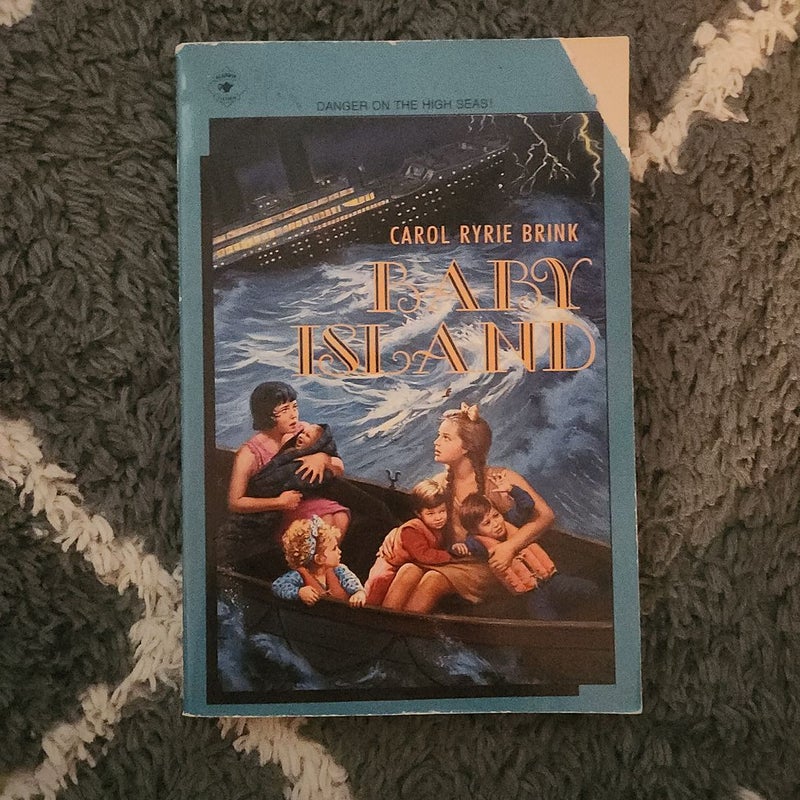 DANGER ON THE HIGH SEAS!
CAROL RYRIE BRINK
BABY
ISLAND